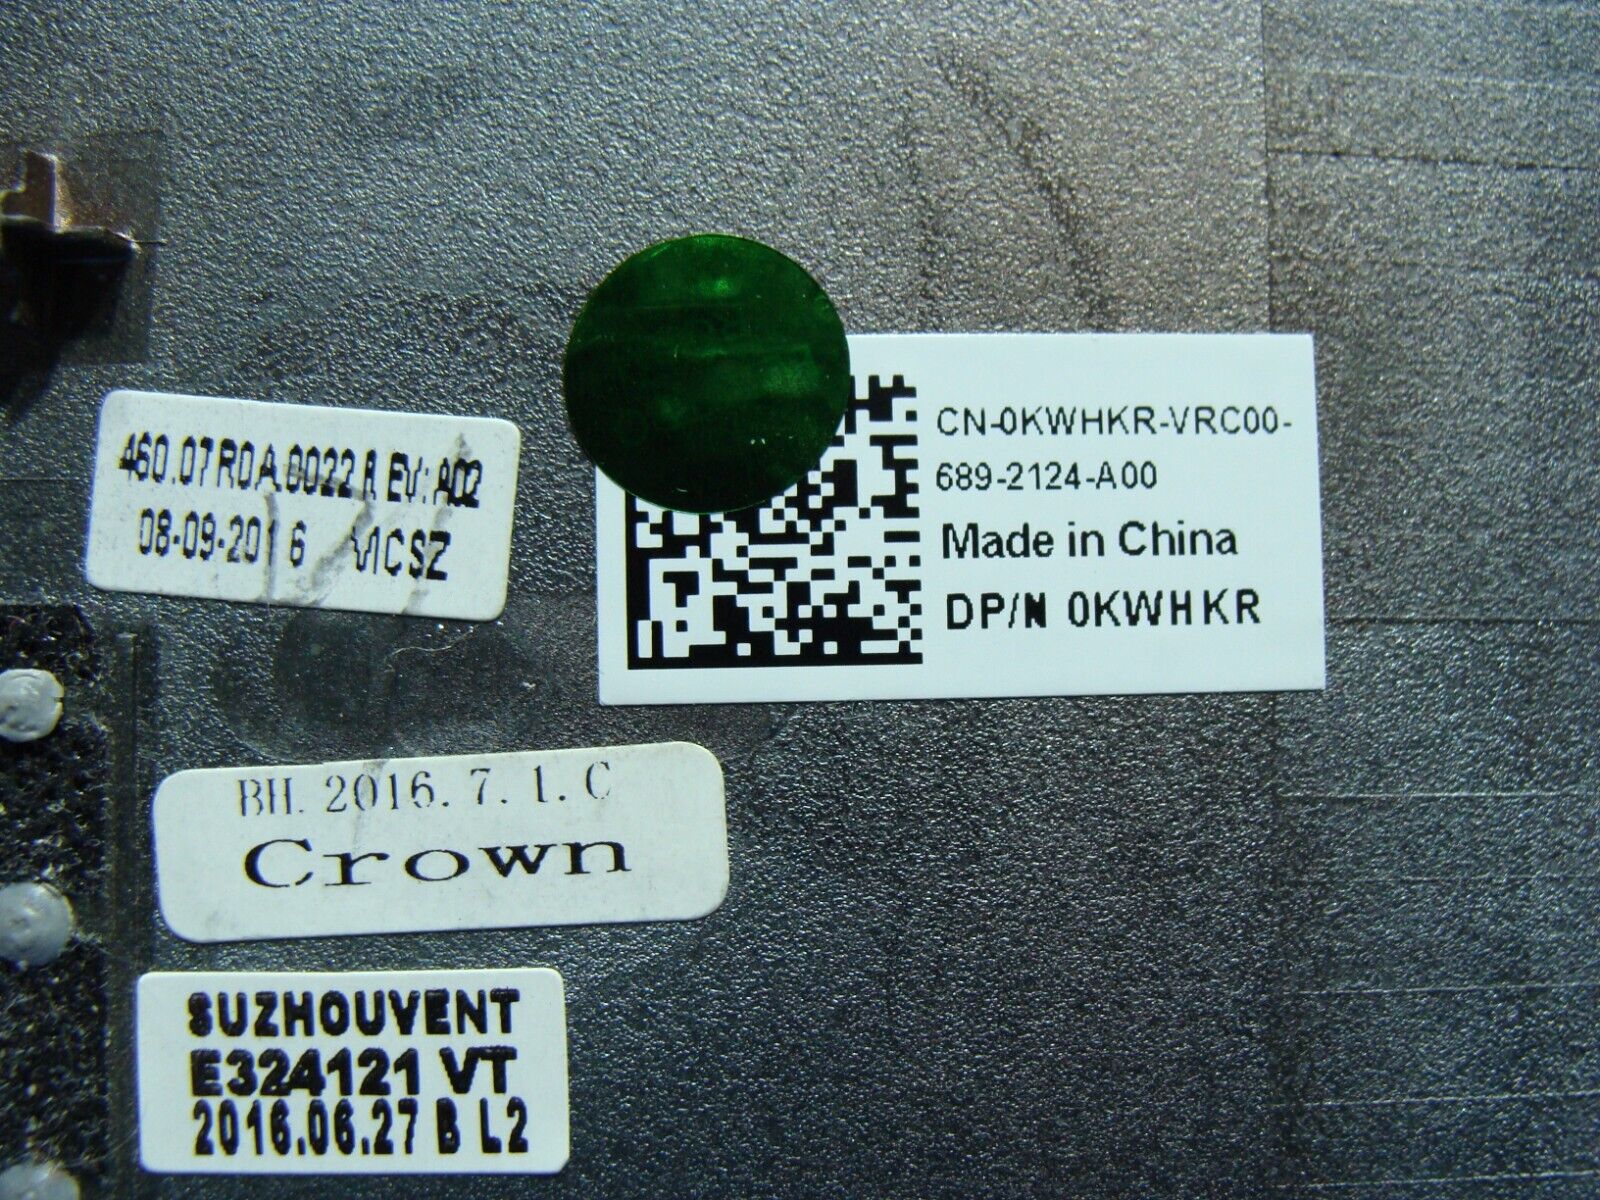 460.07R0A.0022 REV: A02
08-09-2016 VICSZ
CN-0KWHKR-VRC00-
689-2124-A00
Made in China
DP/N 0KWHKR
BH. 2016. 7. 1. C
Crown
SUZHOUVENT
E324121 VT
2016.06.27 B L2